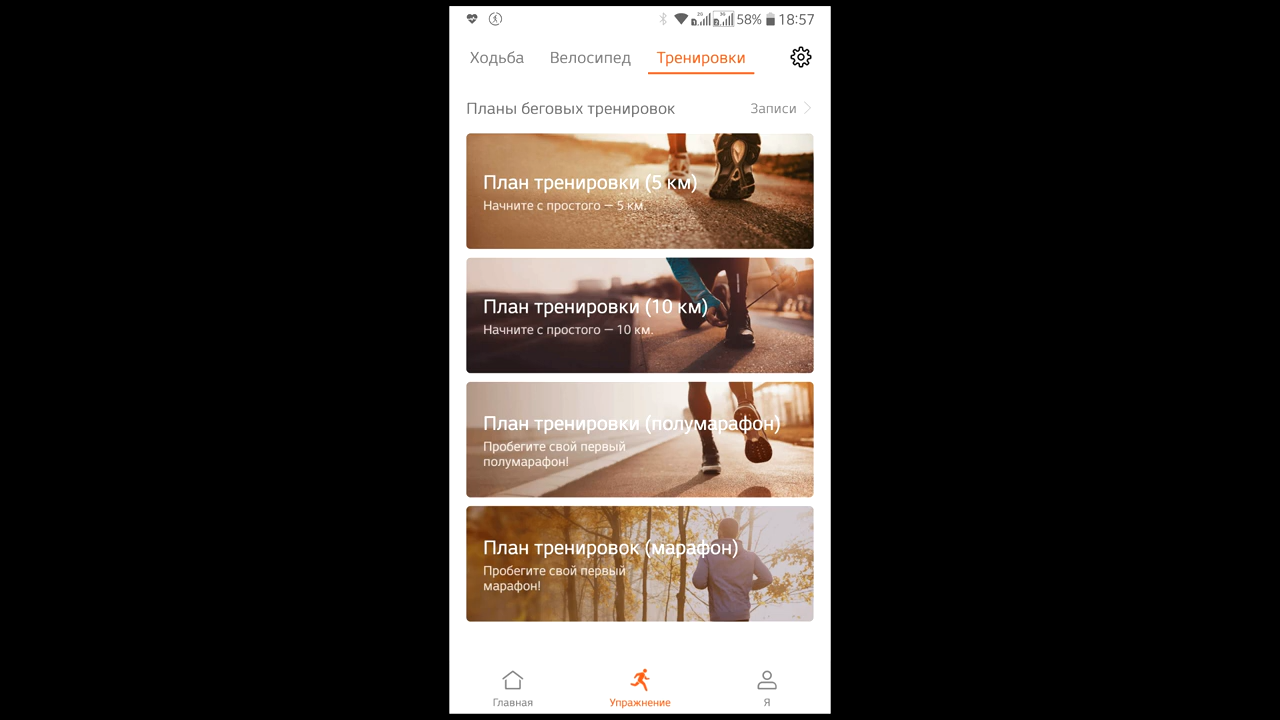 58% 18:57
Ходьба Велосипед Тренировки
Планы беговых тренировок Записи
План тренировки (5 км)
Начните с простого — 5 км.
План тренировки (10 км)
Начните с простого — 10 км.
План тренировки (полумарафон)
Пробегите свой первый
полумарафон!
План тренировок (марафон)
Пробегите свой первый
марафон!
Главная Упражнение Я